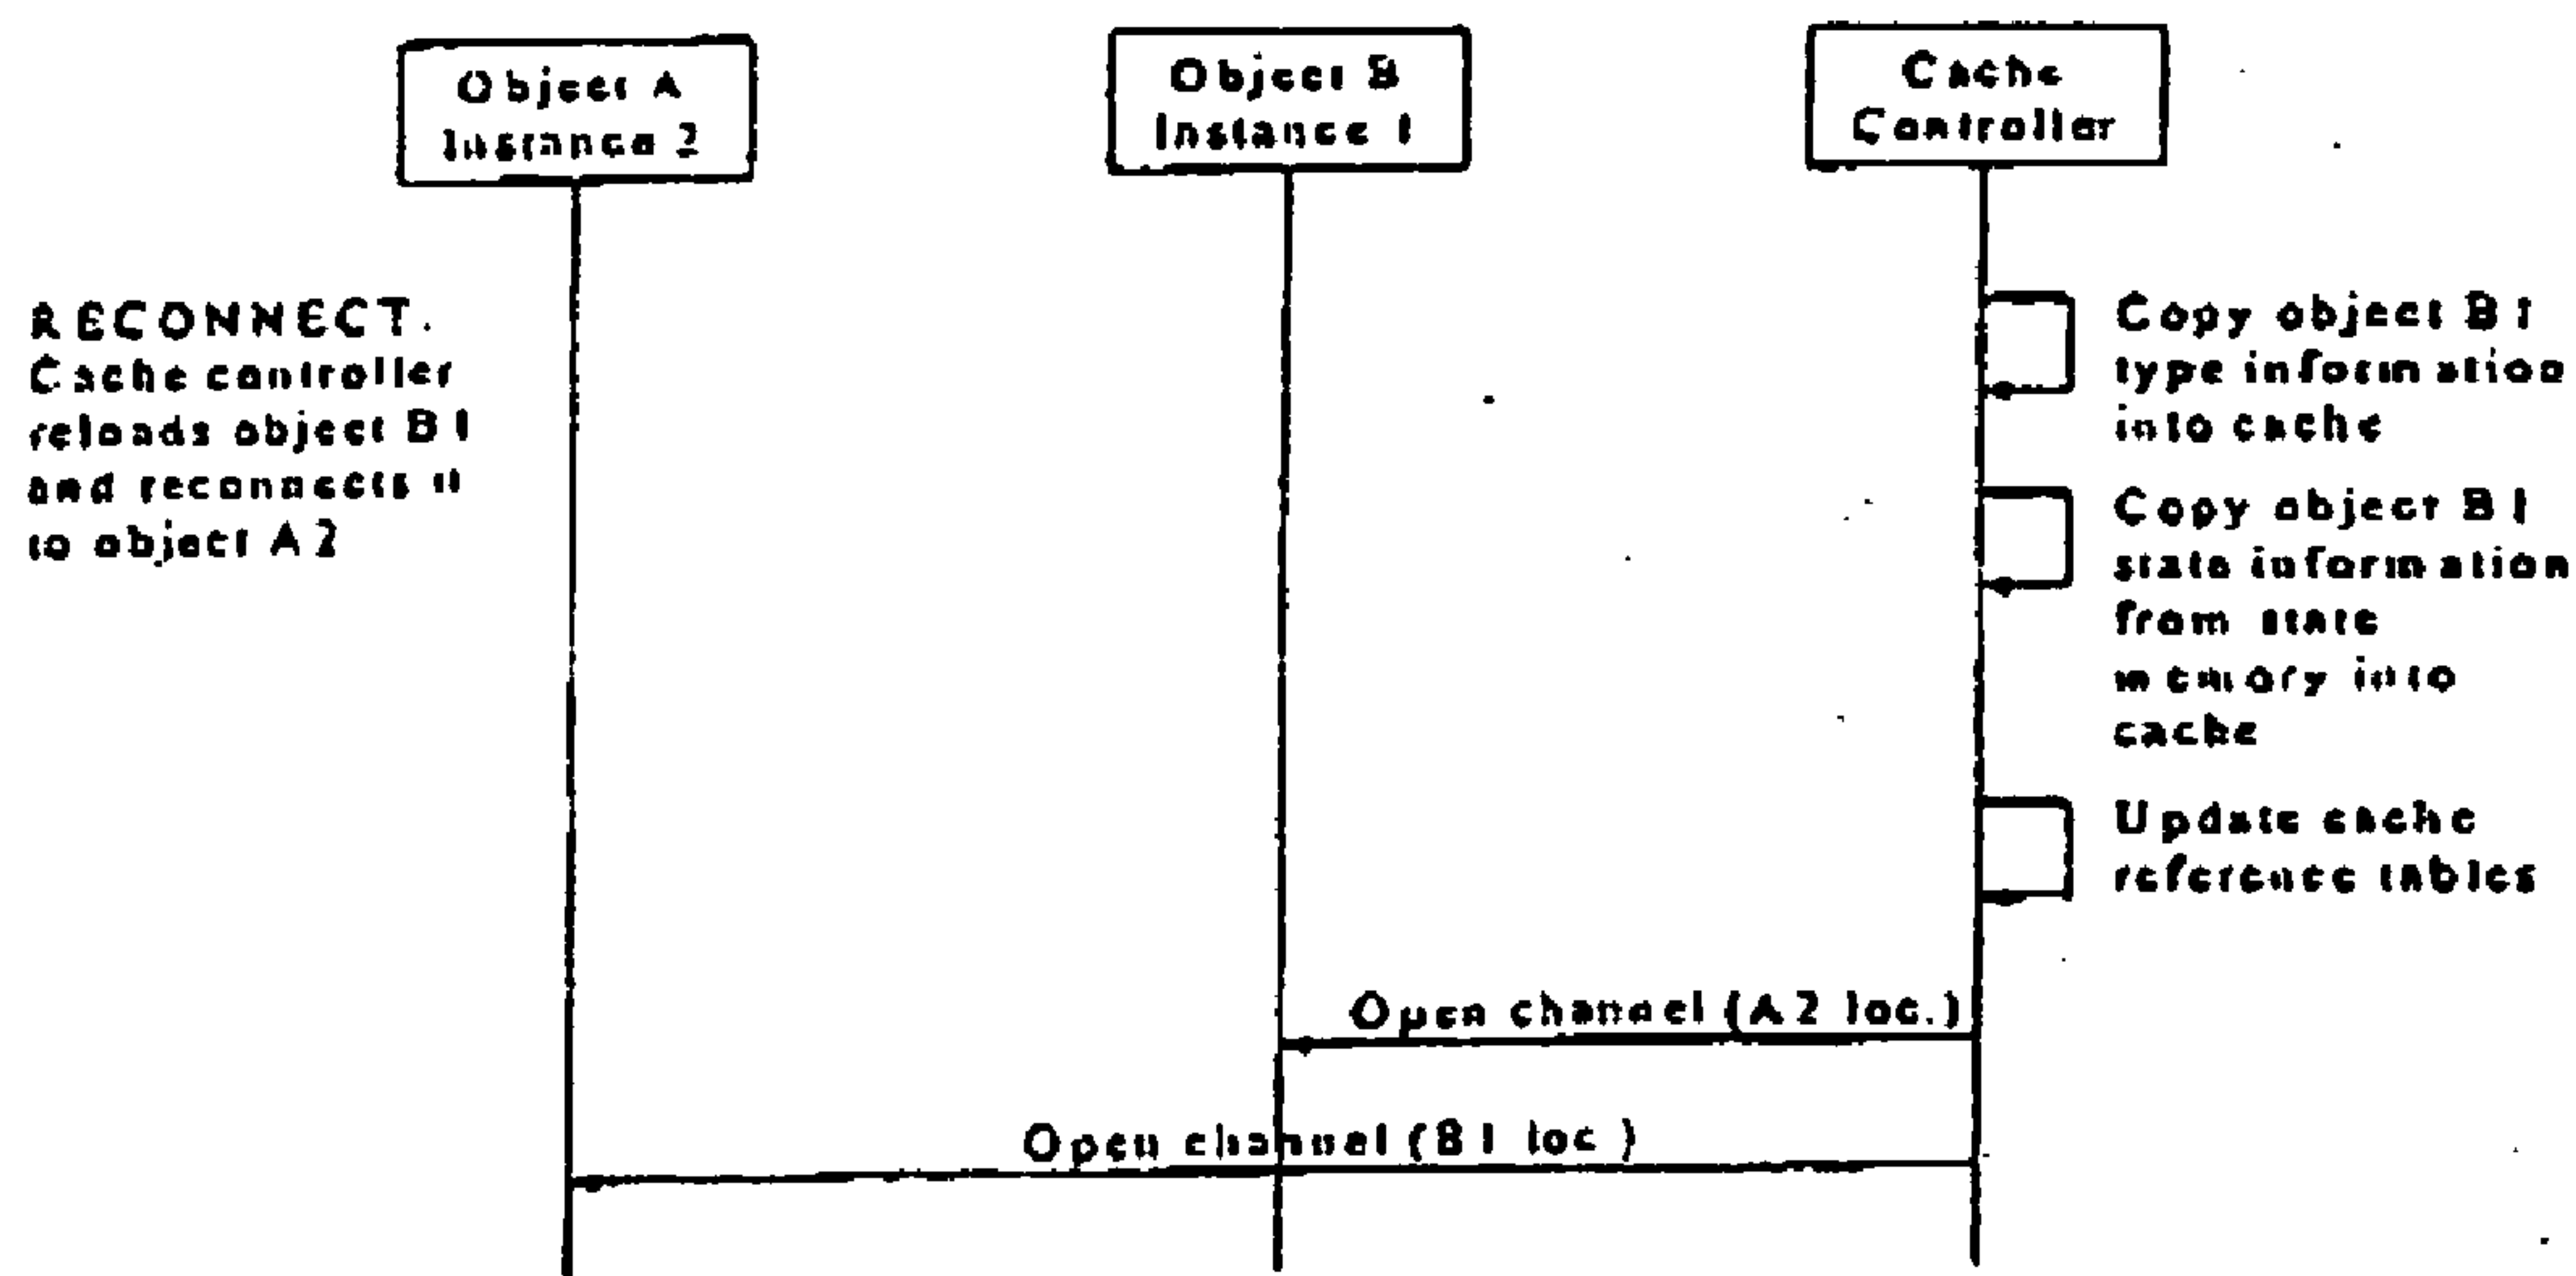 Object A
Instance 2
Object B
Instance 1
Cache
Controller
RECONNECT.
Cache controller
reloads object B1
and reconnects it
to object A2
Copy object B1
type information
into cache
Copy object B1
state information
from state
memory into
cache
Update cache
reference tables
Open channel (A2 loc.)
Open channel (B1 loc )